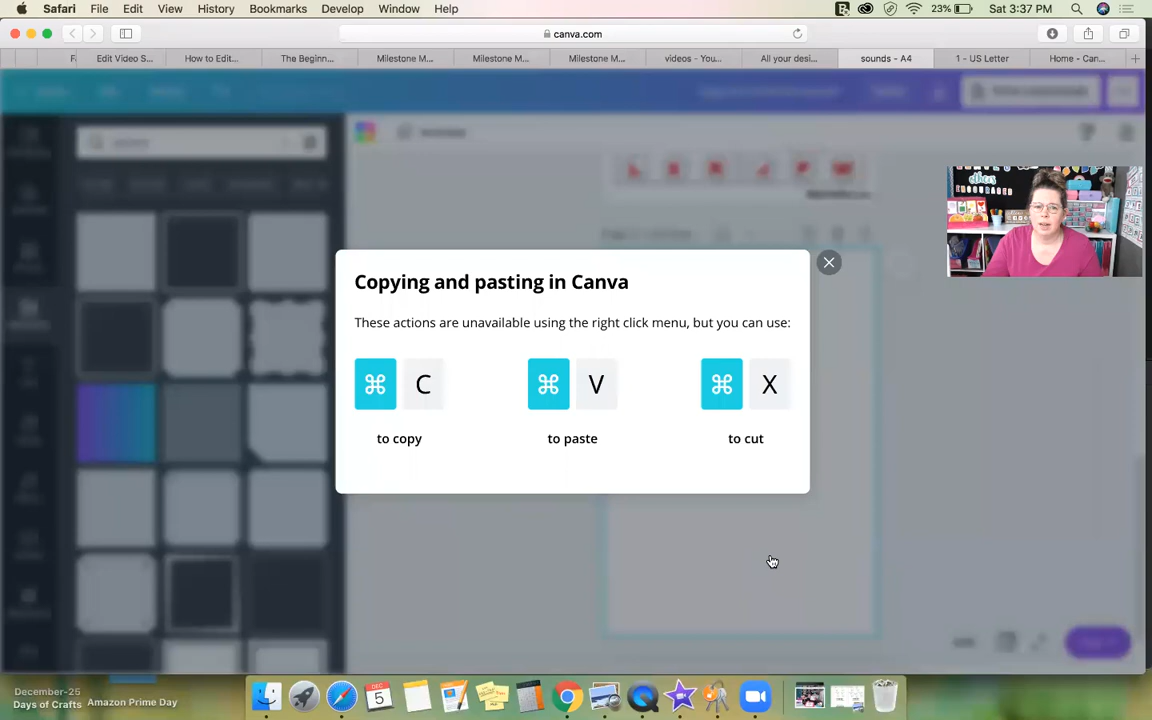 Safari File Edit View History Bookmarks Develop Window Help 23% Sat 3:37 PM
canva.com
F Edit Video S... How to Edit... The Beginn... Milestone M... Milestone M... Milestone M... videos - You... All your desi... sounds - A4 1 - US Letter Home - Can...
others
Copying and pasting in Canva
These actions are unavailable using the right click menu, but you can use:
⌘ C ⌘ V ⌘ X
to copy to paste to cut
December-25
Days of Crafts Amazon Prime Day
DEC
5